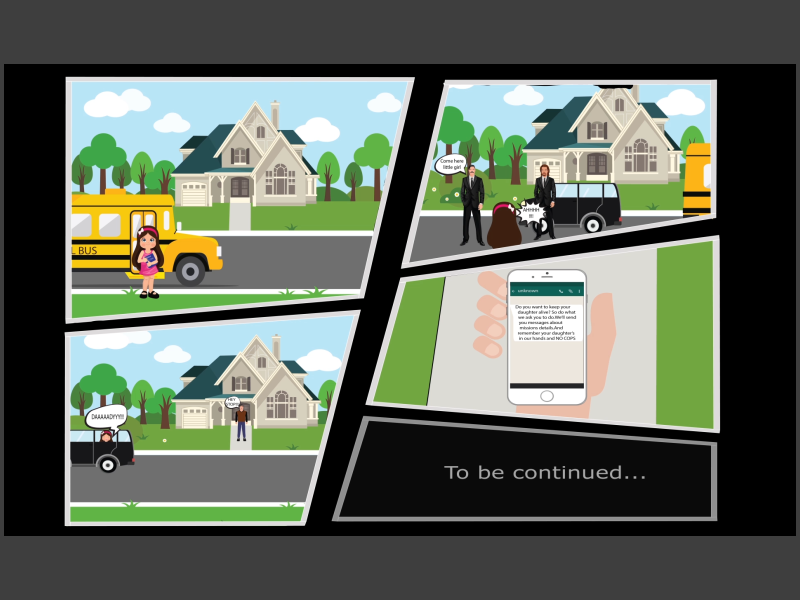 L BUS
Come here
little girl
AHHHH
!!!
DAAAAADYYY!!!
HEY
STOP!!!
unknown
Do you want to keep your
daughter alive? So do what
we ask you to do.We'll send
you messages about
missions details.And
remember your daughter's
in our hands and NO COPS
To be continued...